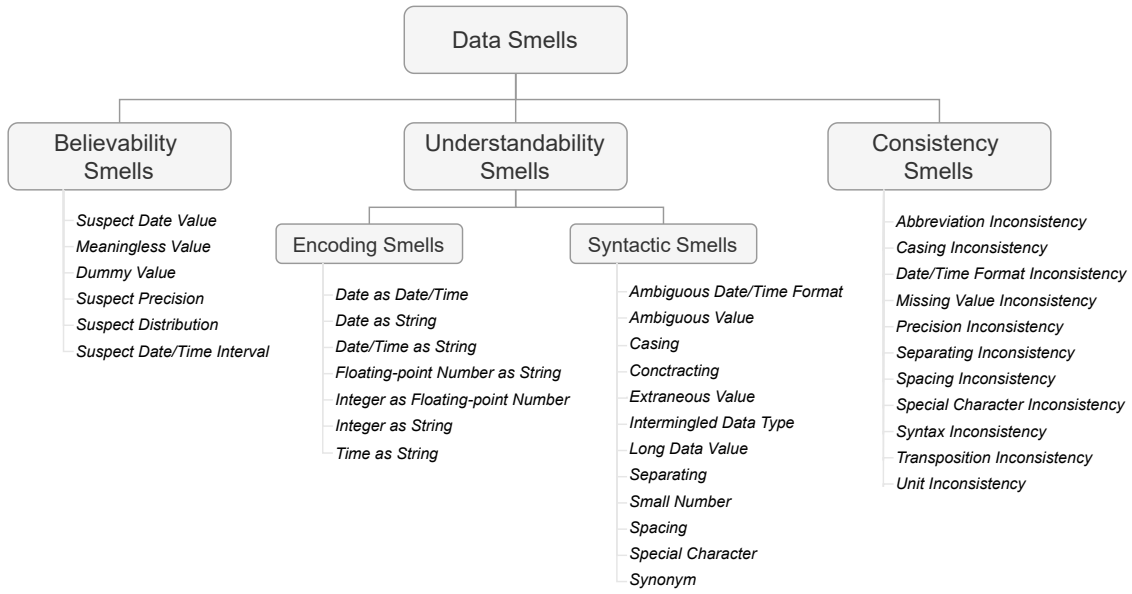 Data Smells
Believability
Smells
Suspect Date Value
Meaningless Value
Dummy Value
Suspect Precision
Suspect Distribution
Suspect Date/Time Interval
Understandability
Smells
Encoding Smells
Date as Date/Time
Date as String
Date/Time as String
Floating-point Number as String
Integer as Floating-point Number
Integer as String
Time as String
Syntactic Smells
Ambiguous Date/Time Format
Ambiguous Value
Casing
Conctracting
Extraneous Value
Intermingled Data Type
Long Data Value
Separating
Small Number
Spacing
Special Character
Synonym
Consistency
Smells
Abbreviation Inconsistency
Casing Inconsistency
Date/Time Format Inconsistency
Missing Value Inconsistency
Precision Inconsistency
Separating Inconsistency
Spacing Inconsistency
Special Character Inconsistency
Syntax Inconsistency
Transposition Inconsistency
Unit Inconsistency